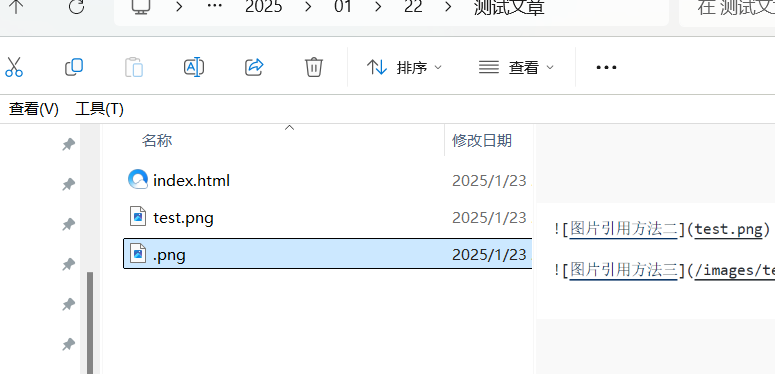 ··· 2025 01 22 测试文章 在 测试文章
排序 查看 •••
查看(V) 工具(T)
名称 修改日期
index.html 2025/1/23
test.png 2025/1/23
.png 2025/1/23
![图片引用方法二](test.png)
![图片引用方法三](/images/te